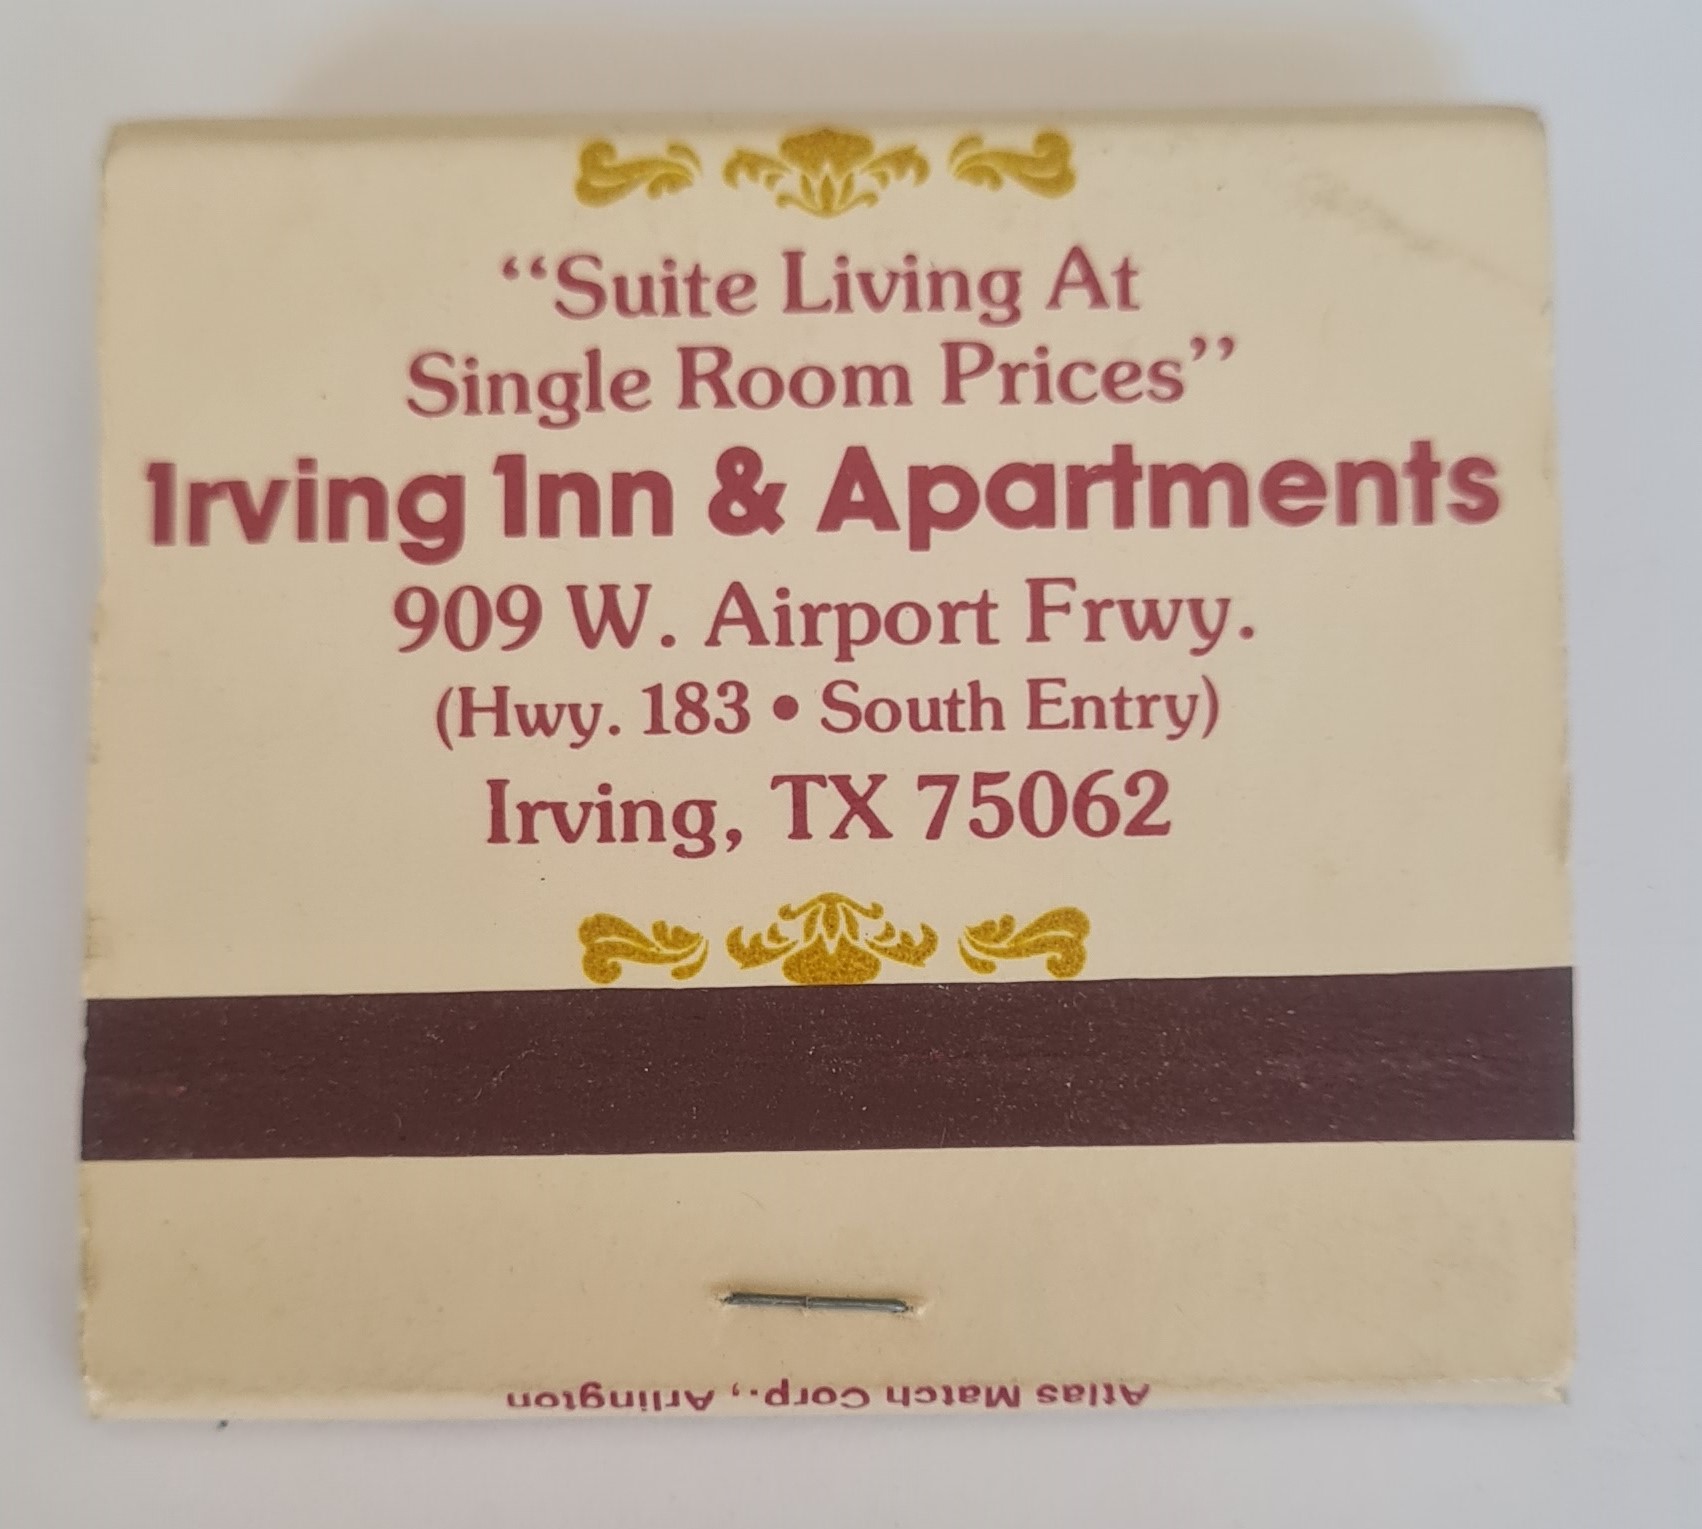 “Suite Living At
Single Room Prices”
Irving Inn & Apartments
909 W. Airport Frwy.
(Hwy. 183 • South Entry)
Irving, TX 75062
Atlas Match Corp., Arlington